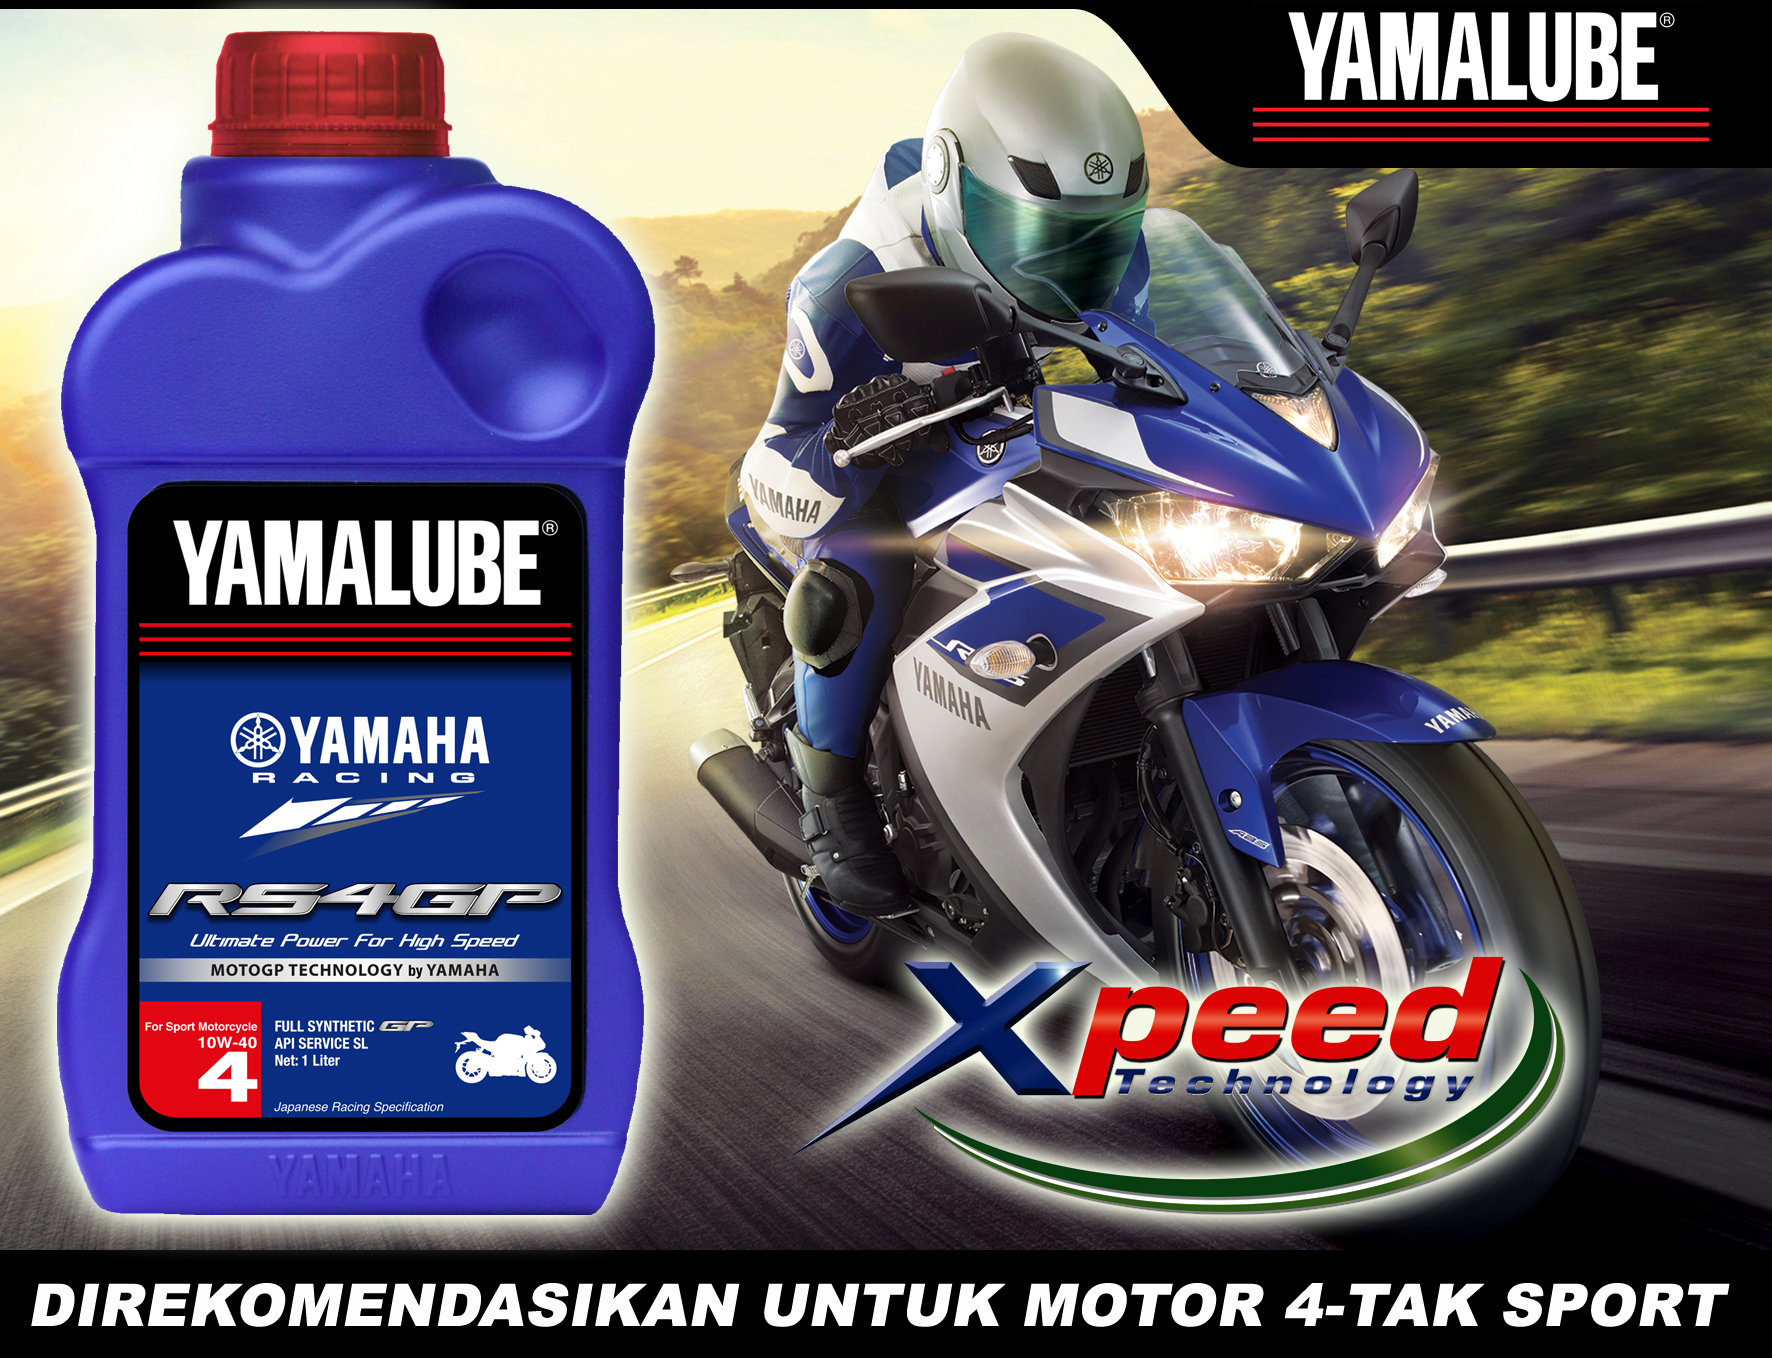 YAMALUBE®
YAMALUBE®
YAMAHA
RACING
RS4GP
Ultimate Power For High Speed
MOTOGP TECHNOLOGY by YAMAHA
For Sport Motorcycle
10W-40
4
FULL SYNTHETIC GP
API SERVICE SL
Net: 1 Liter
Japanese Racing Specification
YAMAHA
YAMAHA
YAMAHA
ABS
Xpeed
Technology
DIREKOMENDASIKAN UNTUK MOTOR 4-TAK SPORT